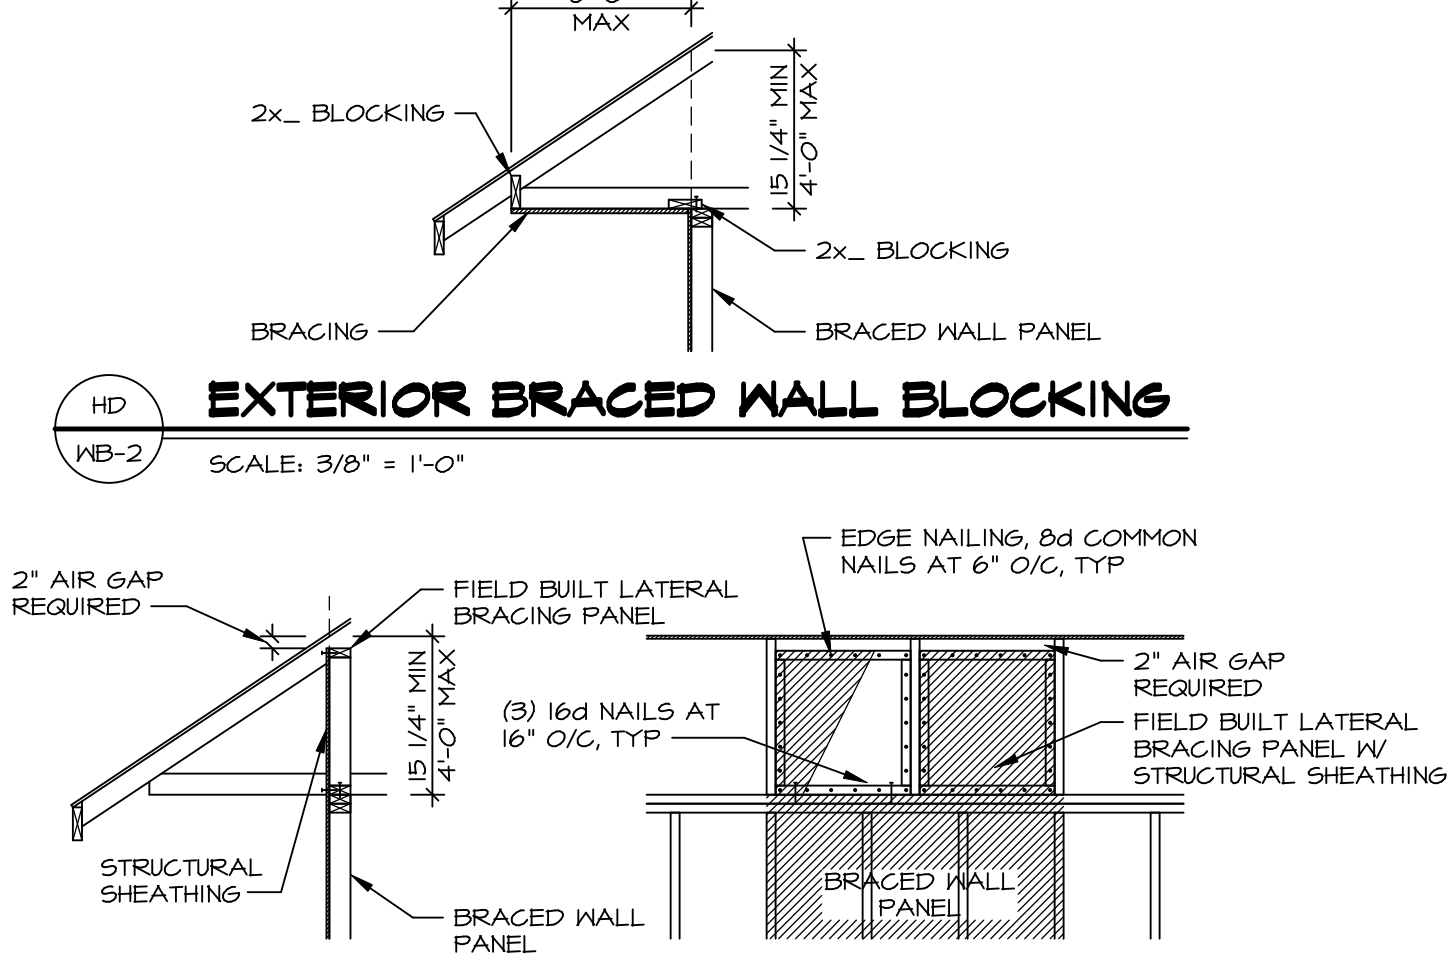 MAX
15 1/4" MIN
4'-0" MAX
2x_ BLOCKING
2x_ BLOCKING
BRACING
BRACED WALL PANEL
HD
WB-2
EXTERIOR BRACED WALL BLOCKING
SCALE: 3/8" = 1'-0"
2" AIR GAP
REQUIRED
FIELD BUILT LATERAL
BRACING PANEL
15 1/4" MIN
4'-0" MAX
STRUCTURAL
SHEATHING
BRACED WALL
PANEL
EDGE NAILING, 8d COMMON
NAILS AT 6" O/C, TYP
(3) 16d NAILS AT
16" O/C, TYP
2" AIR GAP
REQUIRED
FIELD BUILT LATERAL
BRACING PANEL W/
STRUCTURAL SHEATHING
BRACED WALL
PANEL